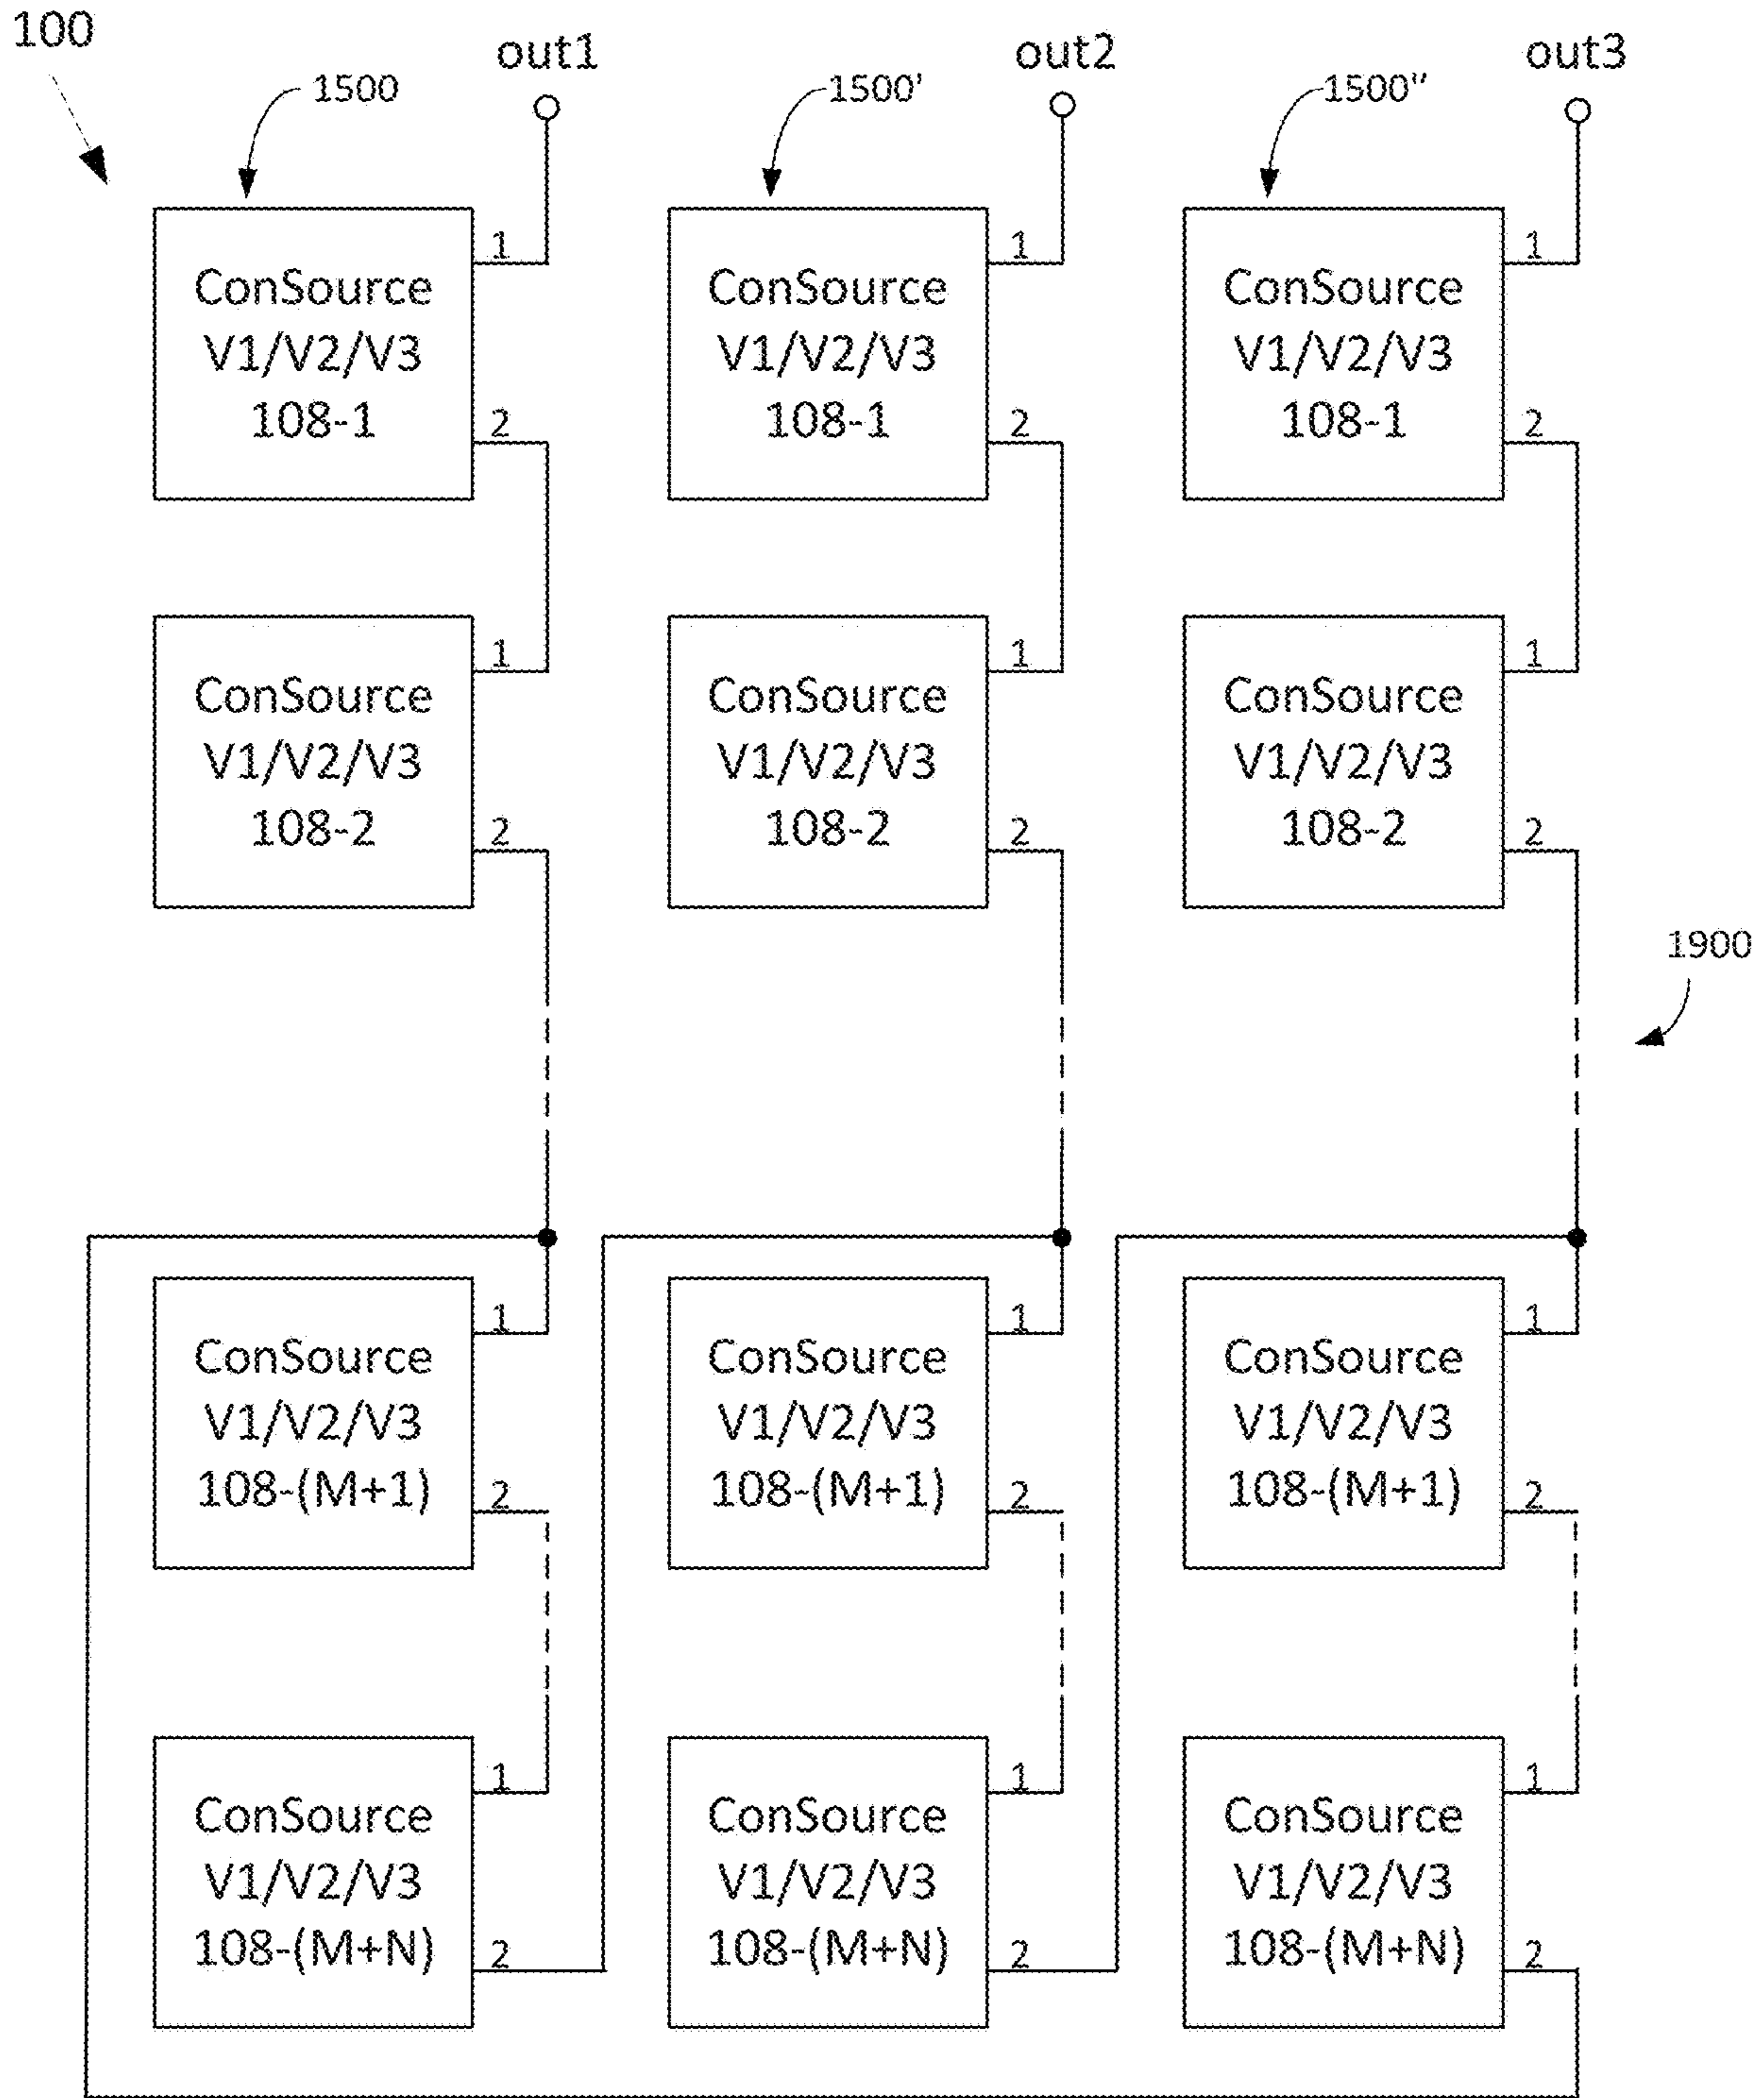 100
out1
out2
out3
1500
1500'
1500"
1
1
1
ConSource
V1/V2/V3
108-1
ConSource
V1/V2/V3
108-1
ConSource
V1/V2/V3
108-1
2
2
2
1
1
1
ConSource
V1/V2/V3
108-2
ConSource
V1/V2/V3
108-2
ConSource
V1/V2/V3
108-2
2
2
2
1900
1
1
1
ConSource
V1/V2/V3
108-(M+1)
ConSource
V1/V2/V3
108-(M+1)
ConSource
V1/V2/V3
108-(M+1)
2
2
2
1
1
1
ConSource
V1/V2/V3
108-(M+N)
ConSource
V1/V2/V3
108-(M+N)
ConSource
V1/V2/V3
108-(M+N)
2
2
2